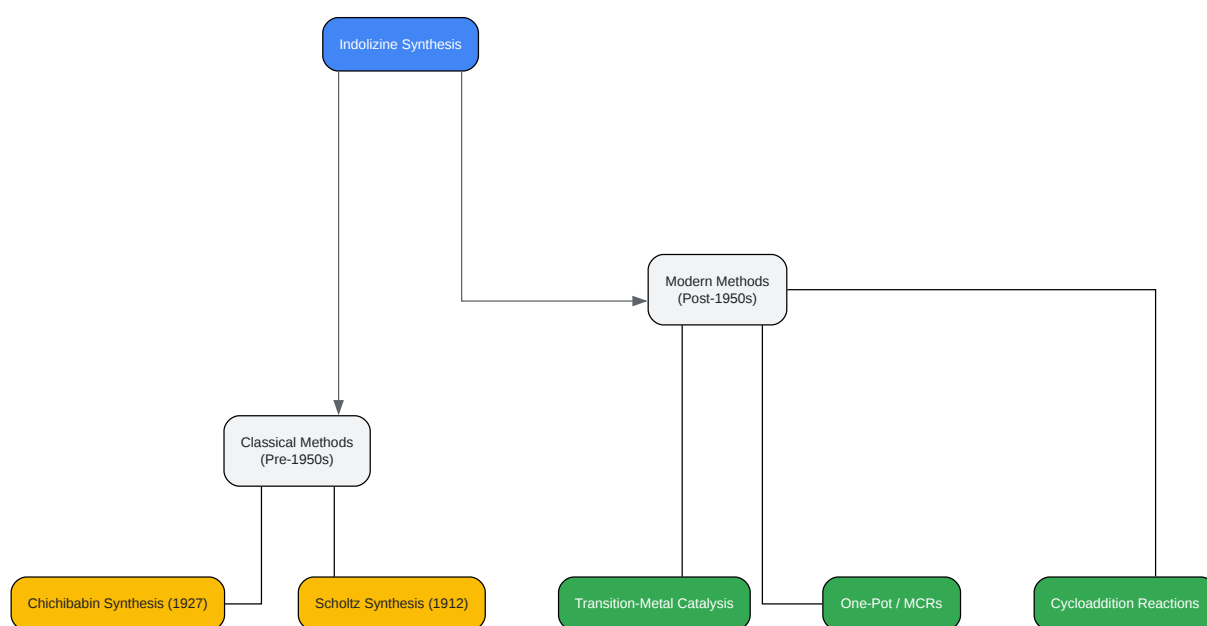 Indolizine Synthesis
Modern Methods
(Post-1950s)
Classical Methods
(Pre-1950s)
Chichibabin Synthesis (1927)
Scholtz Synthesis (1912)
Transition-Metal Catalysis
One-Pot / MCRs
Cycloaddition Reactions